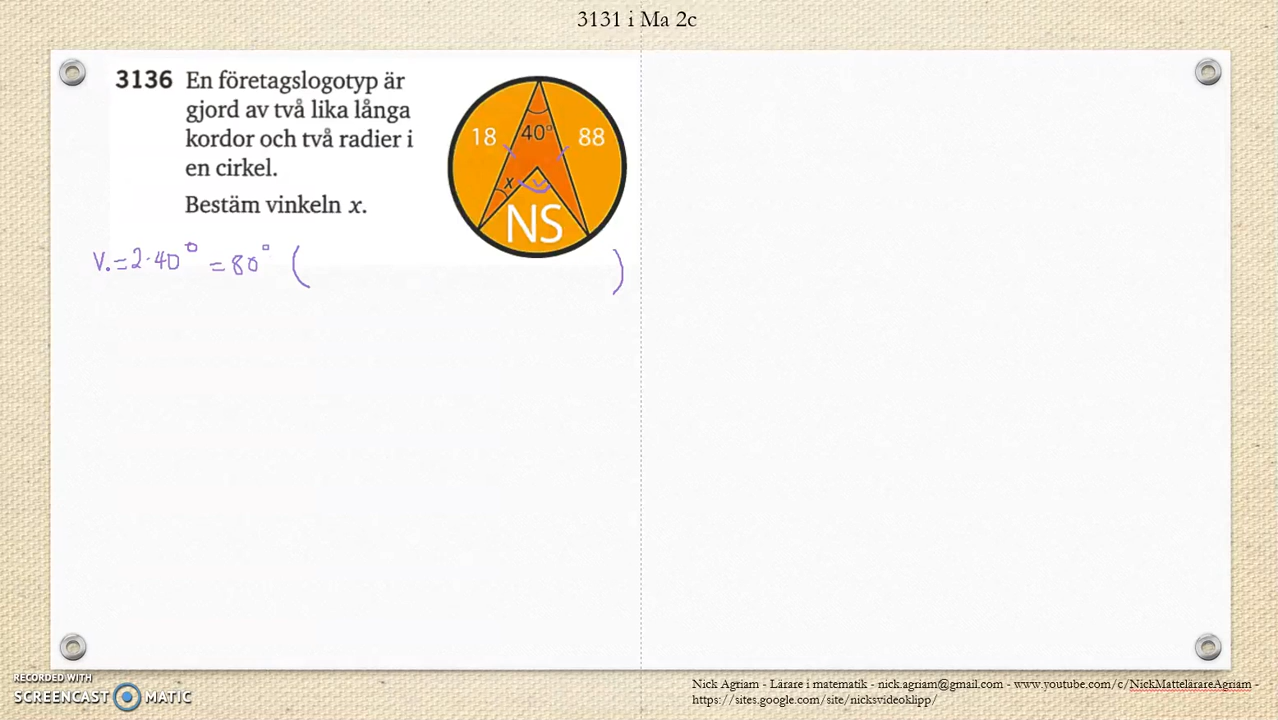 3131 i Ma 2c
3136 En företagslogotyp är
gjord av två lika långa
kordor och två radier i
en cirkel.
Bestäm vinkeln x.
18 40° 88
x v
NS
V.=2·40° =80° ( )
RECORDED WITH
SCREENCAST MATIC
Nick Agriam - Lärare i matematik - nick.agriam@gmail.com - www.youtube.com/c/NickMattelärareAgriam -
https://sites.google.com/site/nicksvideoklipp/